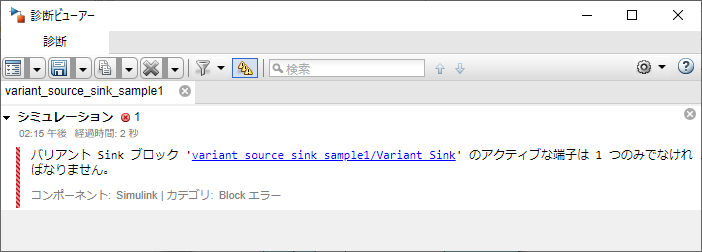 診断ビューアー
診断
検索
variant_source_sink_sample1
シミュレーション 1
02:15 午後 経過時間: 2 秒
バリアント Sink ブロック 'variant_source_sink_sample1/Variant Sink' のアクティブな端子は 1 つのみでなけれ
ばなりません。
コンポーネント: Simulink | カテゴリ: Block エラー